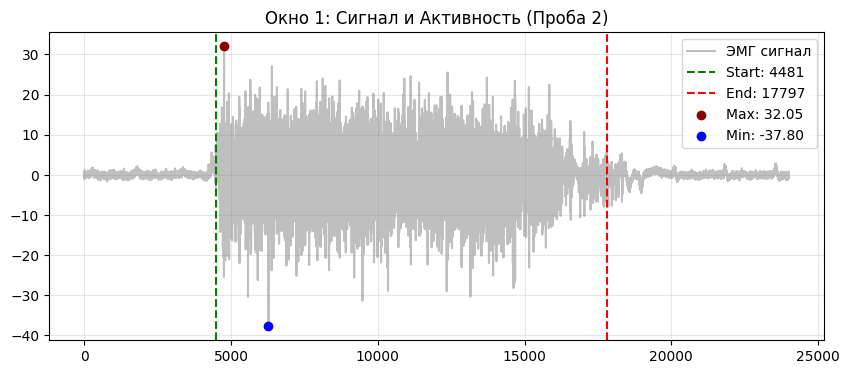 Окно 1: Сигнал и Активность (Проба 2)
ЭМГ сигнал
Start: 4481
End: 17797
Max: 32.05
Min: -37.80
30
20
10
0
−10
−20
−30
−40
0 5000 10000 15000 20000 25000